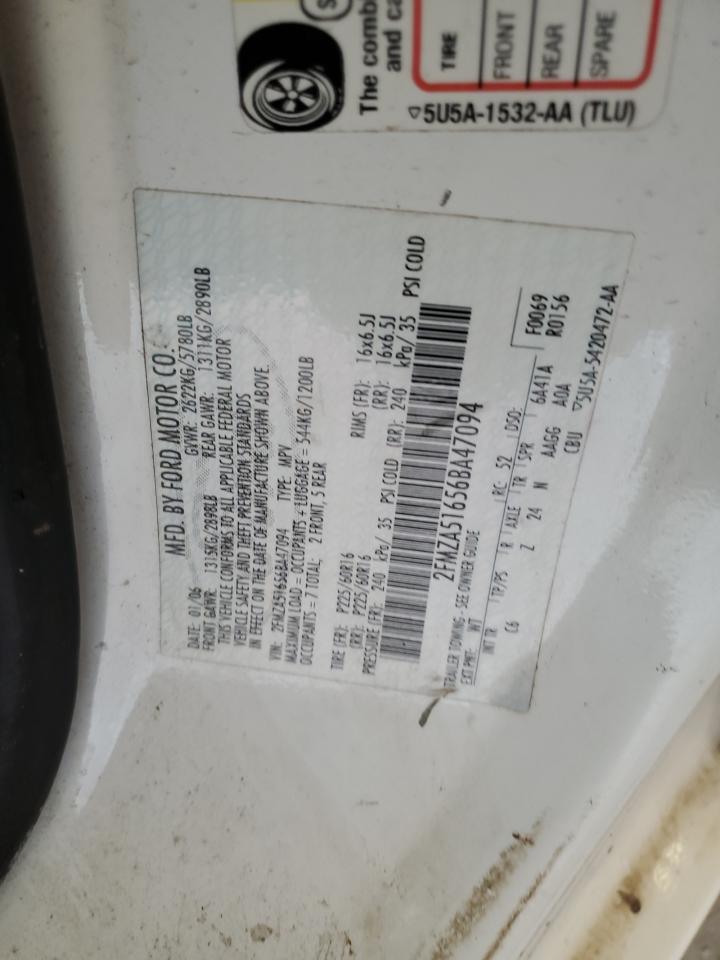 The combi
and ca
TIRE
FRONT
REAR
SPARE
▽5U5A-1532-AA (TLU)
MFD. BY FORD MOTOR CO.
DATE: 01/06 GVWR: 2622KG/5780LB
FRONT GAWR: 1315KG/2898LB REAR GAWR: 1311KG/2890LB
THIS VEHICLE CONFORMS TO ALL APPLICABLE FEDERAL MOTOR
VEHICLE SAFETY AND THEFT PREVENTION STANDARDS
IN EFFECT ON THE DATE OF MANUFACTURE SHOWN ABOVE.
VIN: 2FMZA51656BA47094 TYPE: MPV
MAXIMUM LOAD = OCCUPANTS + LUGGAGE = 544KG/1200LB
OCCUPANTS = 7 TOTAL: 2 FRONT, 5 REAR
TIRE (FR): P225/60R16 RIMS (FR): 16x6.5J
(RR): P225/60R16 (RR): 16x6.5J
PRESSURE (FR): 240 kPa/ 35 PSI COLD (RR): 240 kPa/ 35 PSI COLD
2FMZA51656BA47094
TRAILER TOWING - SEE OWNER GUIDE
EXT PNT: WT RC: 52 DSO: F0069
R0156
INT TR TP/PS R AXLE TR SPR
C6 Z 24 N AAGG 6A41A
CBU A0A
▽5U5A-5420472-AA